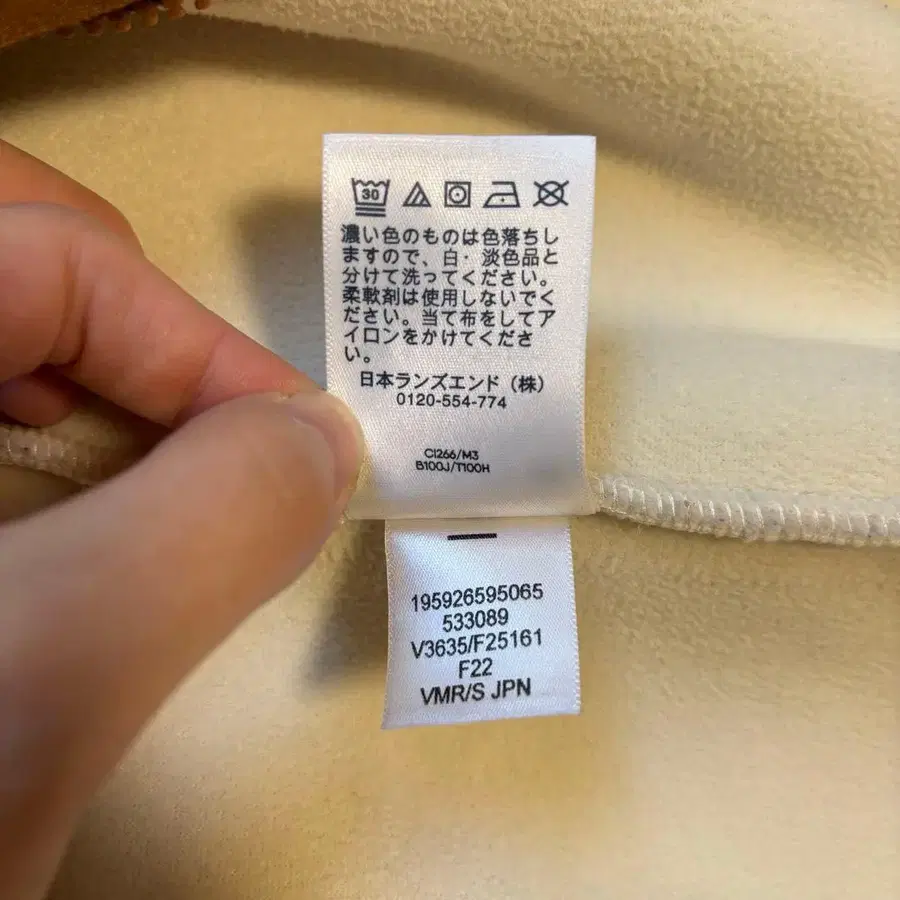 30
濃い色のものは色落ちし
ますので、白・淡色品と
分けて洗ってください。
柔軟剤は使用しないでく
ださい。当て布をしてア
イロンをかけてくださ
い。
日本ランズエンド（株）
0120-554-774
CI266/M3
B100J/T100H
195926595065
533089
V3635/F25161
F22
VMR/S JPN